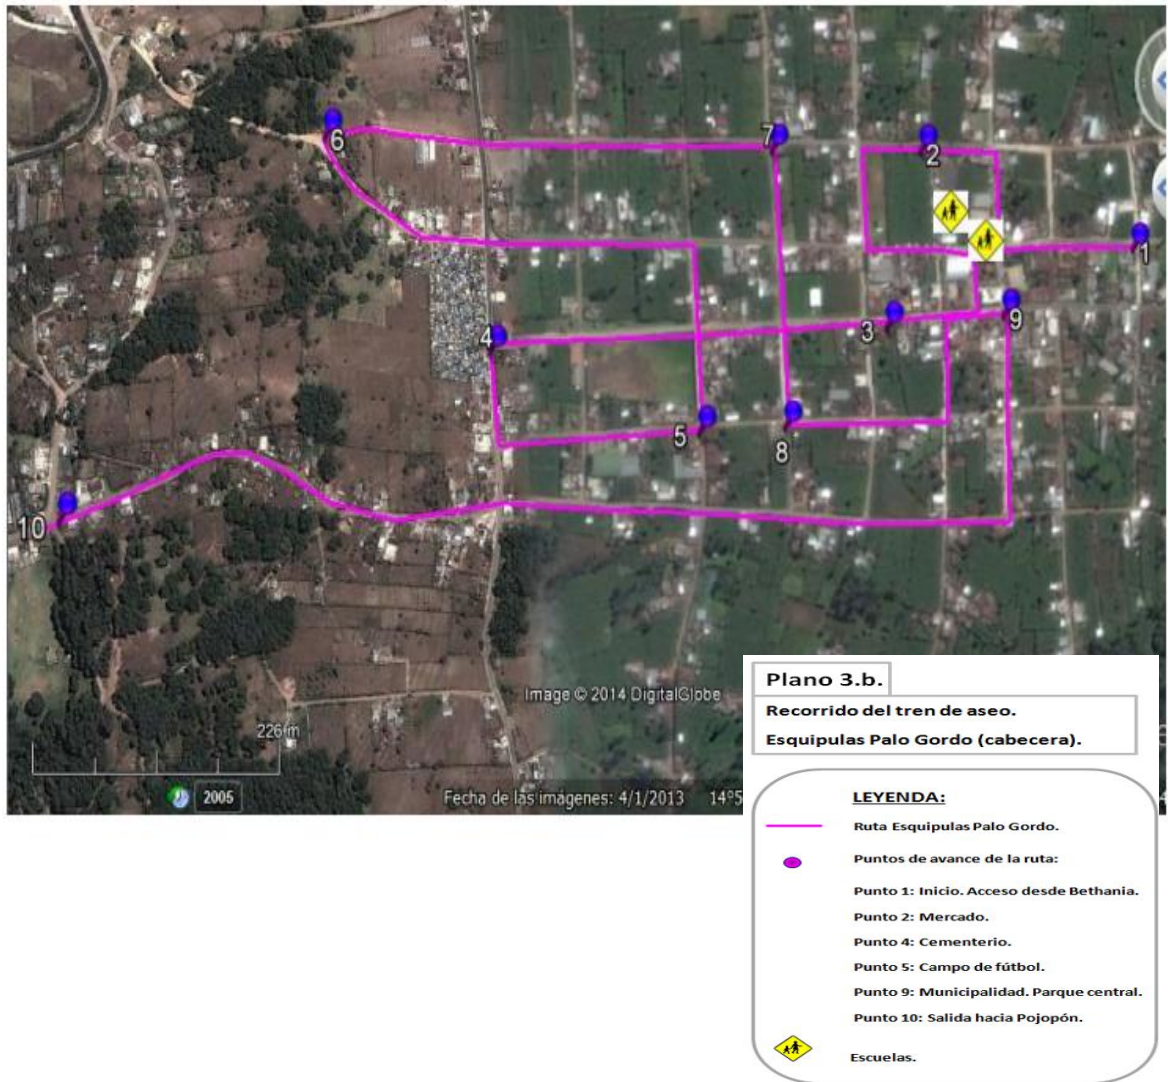 6
7
2
1
4
3
9
5
8
10
Image © 2014 DigitalGlobe
226 m
2005
Fecha de las imágenes: 4/1/2013
14°5
Plano 3.b.
Recorrido del tren de aseo.
Esquipulas Palo Gordo (cabecera).
LEYENDA:
Ruta Esquipulas Palo Gordo.
Puntos de avance de la ruta:
Punto 1: Inicio. Acceso desde Bethania.
Punto 2: Mercado.
Punto 4: Cementerio.
Punto 5: Campo de fútbol.
Punto 9: Municipalidad. Parque central.
Punto 10: Salida hacia Pojopón.
Escuelas.